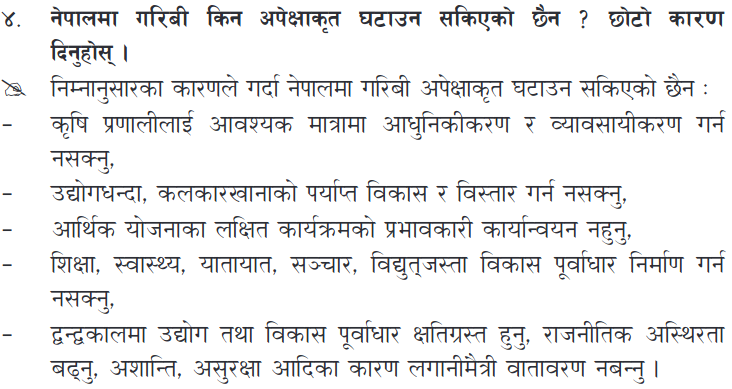 ४. नेपालमा गरिबी किन अपेक्षाकृत घटाउन सकिएको छैन ? छोटो कारण
दिनुहोस् ।
✍ निम्नानुसारका कारणले गर्दा नेपालमा गरिबी अपेक्षाकृत घटाउन सकिएको छैन :
– कृषि प्रणालीलाई आवश्यक मात्रामा आधुनिकीकरण र व्यावसायीकरण गर्न
नसक्नु,
– उद्योगधन्दा, कलकारखानाको पर्याप्त विकास र विस्तार गर्न नसक्नु,
– आर्थिक योजनाका लक्षित कार्यक्रमको प्रभावकारी कार्यान्वयन नहुनु,
– शिक्षा, स्वास्थ्य, यातायात, सञ्चार, विद्युत्‌जस्ता विकास पूर्वाधार निर्माण गर्न
नसक्नु,
– द्वन्द्वकालमा उद्योग तथा विकास पूर्वाधार क्षतिग्रस्त हुनु, राजनीतिक अस्थिरता
बढ्नु, अशान्ति, असुरक्षा आदिका कारण लगानीमैत्री वातावरण नबन्नु ।